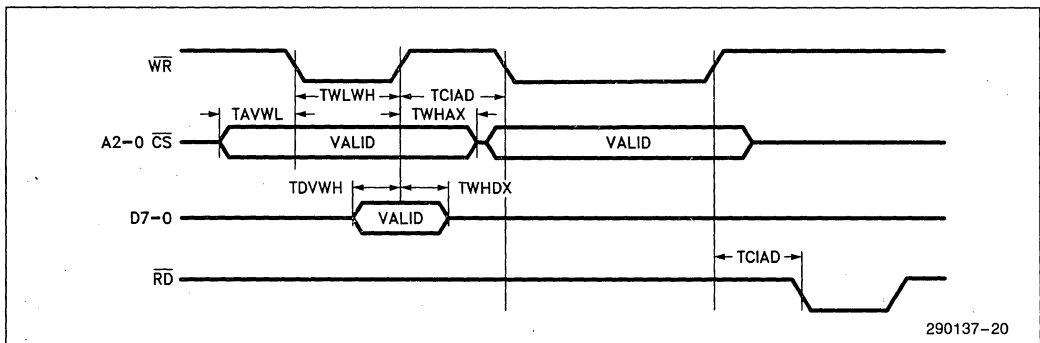 WR
TWLWH TCIAD
TAVWL TWHAX
A2-0 CS VALID VALID
TDVWH TWHDX
D7-0 VALID
TCIAD
RD
290137-20